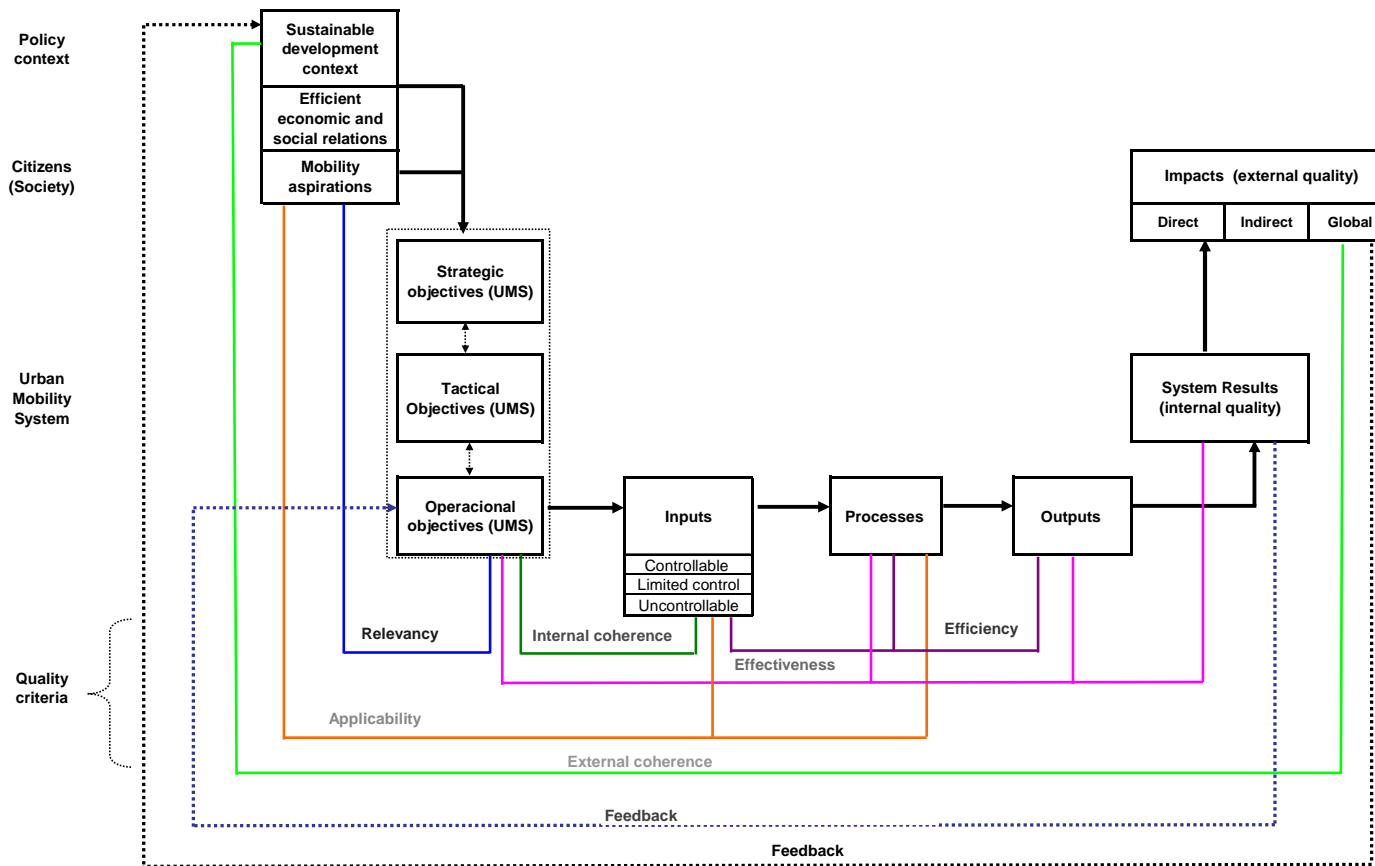 Policy
context
Sustainable
development
context
Efficient
economic and
social relations
Citizens
(Society)
Mobility
aspirations
Impacts (external quality)
Direct
Indirect
Global
Strategic
objectives (UMS)
Urban
Mobility
System
Tactical
Objectives (UMS)
System Results
(internal quality)
Operacional
objectives (UMS)
Inputs
Processes
Outputs
Controllable
Limited control
Uncontrollable
Relevancy
Internal coherence
Efficiency
Effectiveness
Quality
criteria
Applicability
External coherence
Feedback
Feedback